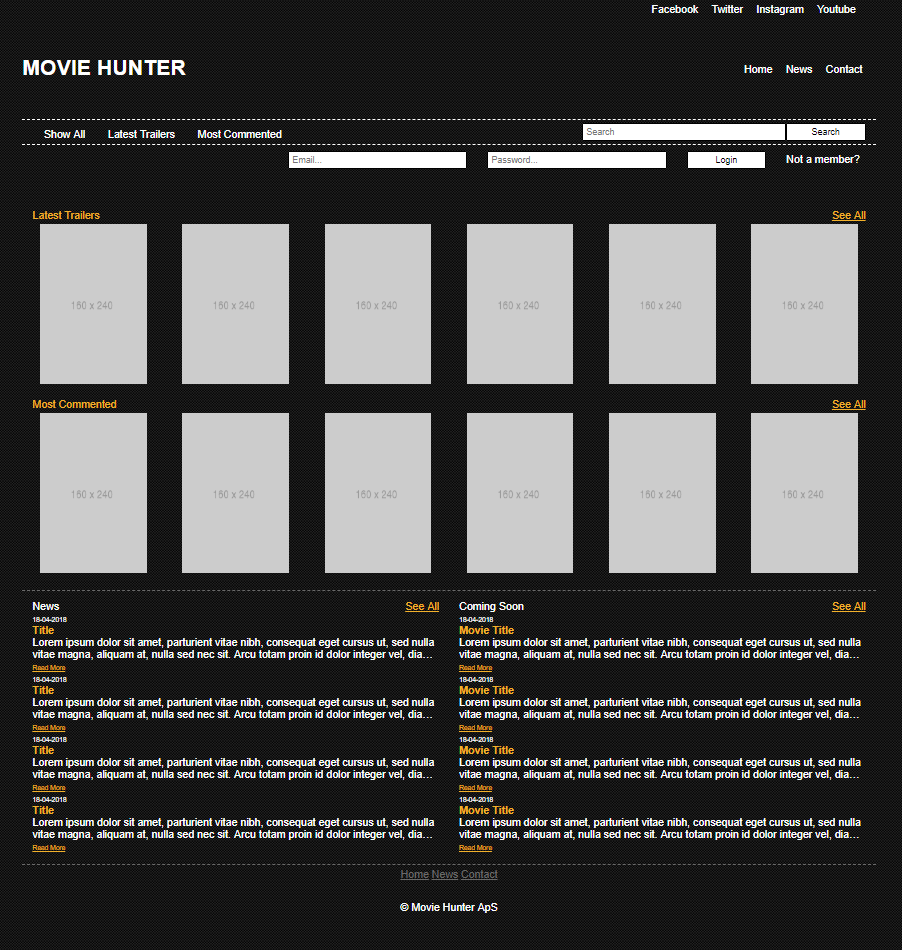 Facebook Twitter Instagram Youtube
MOVIE HUNTER
Home News Contact
Show All Latest Trailers Most Commented Search Search
Email... Password... Login Not a member?
Latest Trailers See All
160 x 240 160 x 240 160 x 240 160 x 240 160 x 240 160 x 240
Most Commented See All
160 x 240 160 x 240 160 x 240 160 x 240 160 x 240 160 x 240
News See All
18-04-2018
Title
Lorem ipsum dolor sit amet, parturient vitae nibh, consequat eget cursus ut, sed nulla
vitae magna, aliquam at, nulla sed nec sit. Arcu totam proin id dolor integer vel, dia...
Read More
18-04-2018
Title
Lorem ipsum dolor sit amet, parturient vitae nibh, consequat eget cursus ut, sed nulla
vitae magna, aliquam at, nulla sed nec sit. Arcu totam proin id dolor integer vel, dia...
Read More
18-04-2018
Title
Lorem ipsum dolor sit amet, parturient vitae nibh, consequat eget cursus ut, sed nulla
vitae magna, aliquam at, nulla sed nec sit. Arcu totam proin id dolor integer vel, dia...
Read More
18-04-2018
Title
Lorem ipsum dolor sit amet, parturient vitae nibh, consequat eget cursus ut, sed nulla
vitae magna, aliquam at, nulla sed nec sit. Arcu totam proin id dolor integer vel, dia...
Read More
Coming Soon See All
18-04-2018
Movie Title
Lorem ipsum dolor sit amet, parturient vitae nibh, consequat eget cursus ut, sed nulla
vitae magna, aliquam at, nulla sed nec sit. Arcu totam proin id dolor integer vel, dia...
Read More
18-04-2018
Movie Title
Lorem ipsum dolor sit amet, parturient vitae nibh, consequat eget cursus ut, sed nulla
vitae magna, aliquam at, nulla sed nec sit. Arcu totam proin id dolor integer vel, dia...
Read More
18-04-2018
Movie Title
Lorem ipsum dolor sit amet, parturient vitae nibh, consequat eget cursus ut, sed nulla
vitae magna, aliquam at, nulla sed nec sit. Arcu totam proin id dolor integer vel, dia...
Read More
18-04-2018
Movie Title
Lorem ipsum dolor sit amet, parturient vitae nibh, consequat eget cursus ut, sed nulla
vitae magna, aliquam at, nulla sed nec sit. Arcu totam proin id dolor integer vel, dia...
Read More
Home News Contact
© Movie Hunter ApS